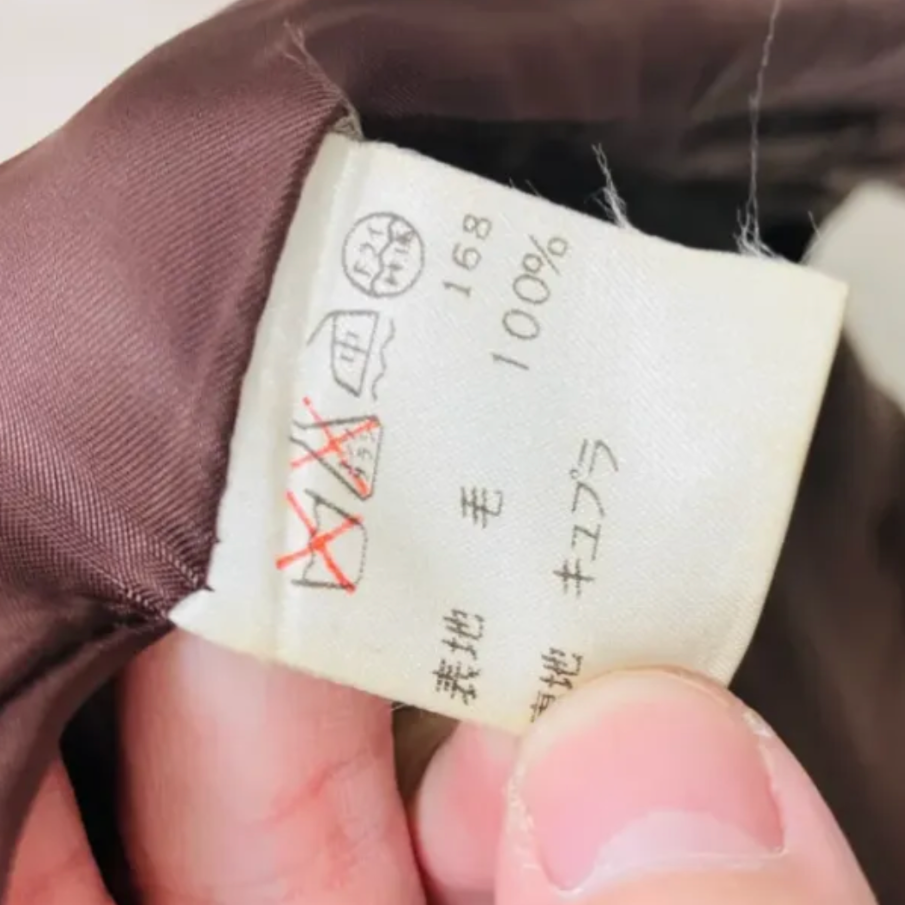 中
168
表地 毛 100%
裏地 キュプラ